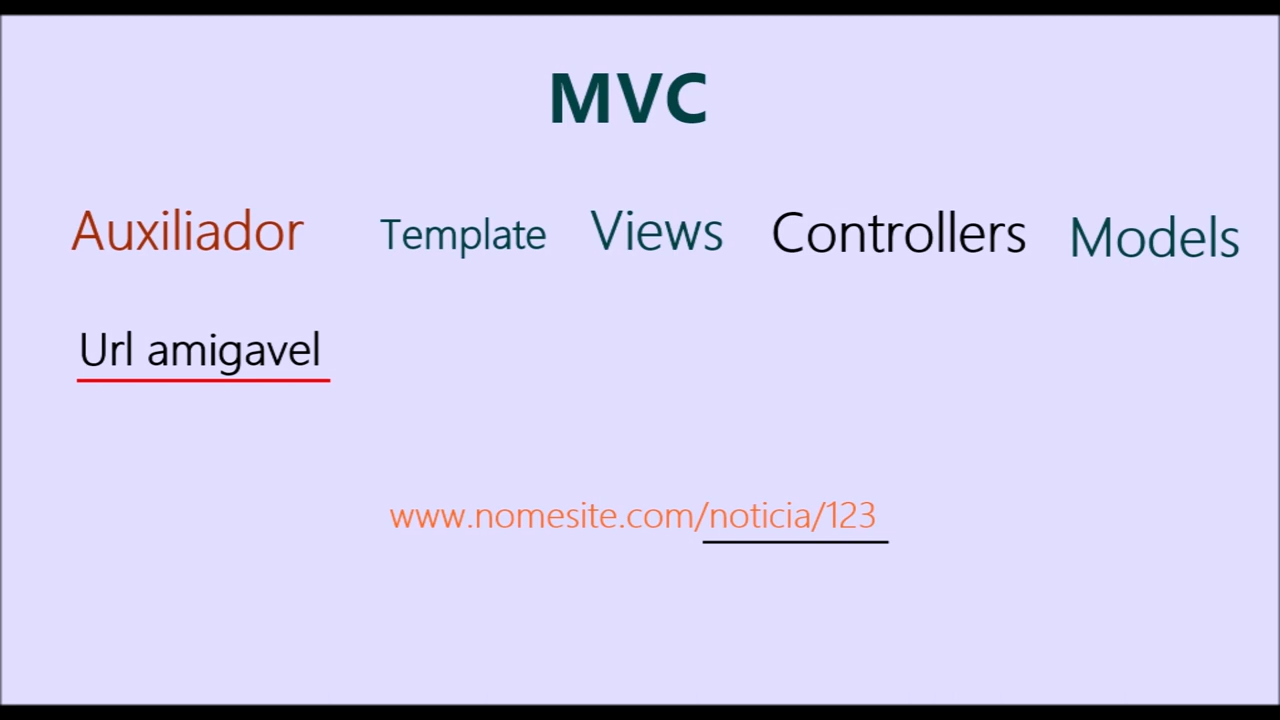 MVC
Auxiliador Template Views Controllers Models
Url amigavel
www.nomesite.com/noticia/123